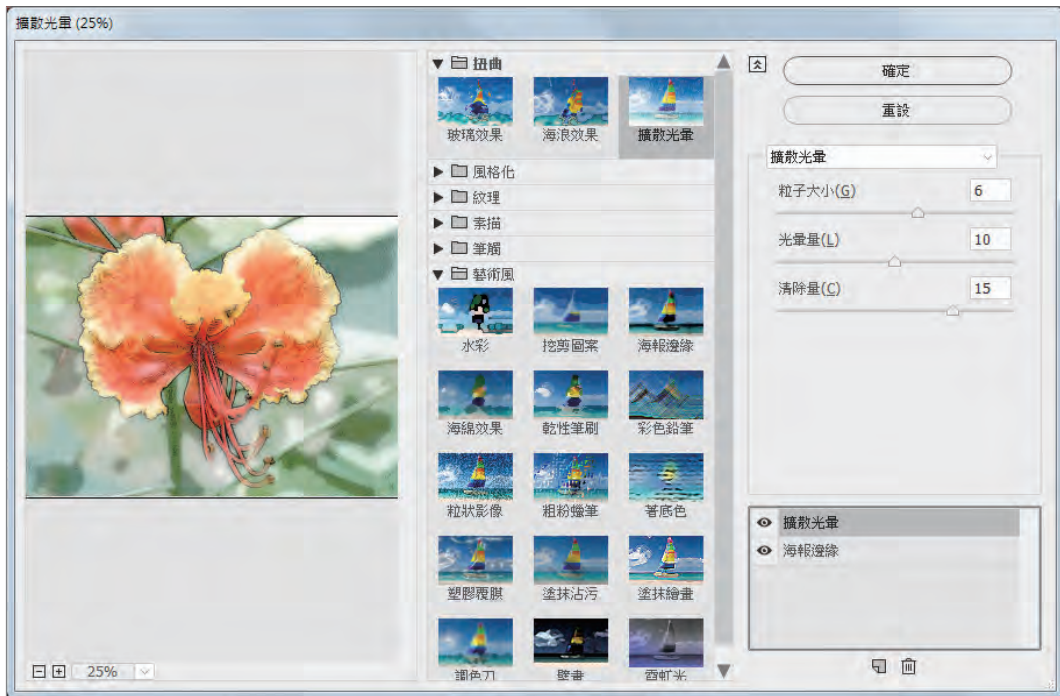 擴散光暈 (25%)
扭曲
玻璃效果
海浪效果
擴散光暈
風格化
紋理
素描
筆觸
藝術風
水彩
挖剪圖案
海報邊緣
海綿效果
乾性筆刷
彩色鉛筆
粒狀影像
粗粉蠟筆
著底色
塑膠覆膜
塗抹沾污
塗抹繪畫
調色刀
壁畫
霓虹光
25%
確定
重設
擴散光暈
粒子大小(G)
6
光暈量(L)
10
清除量(C)
15
擴散光暈
海報邊緣